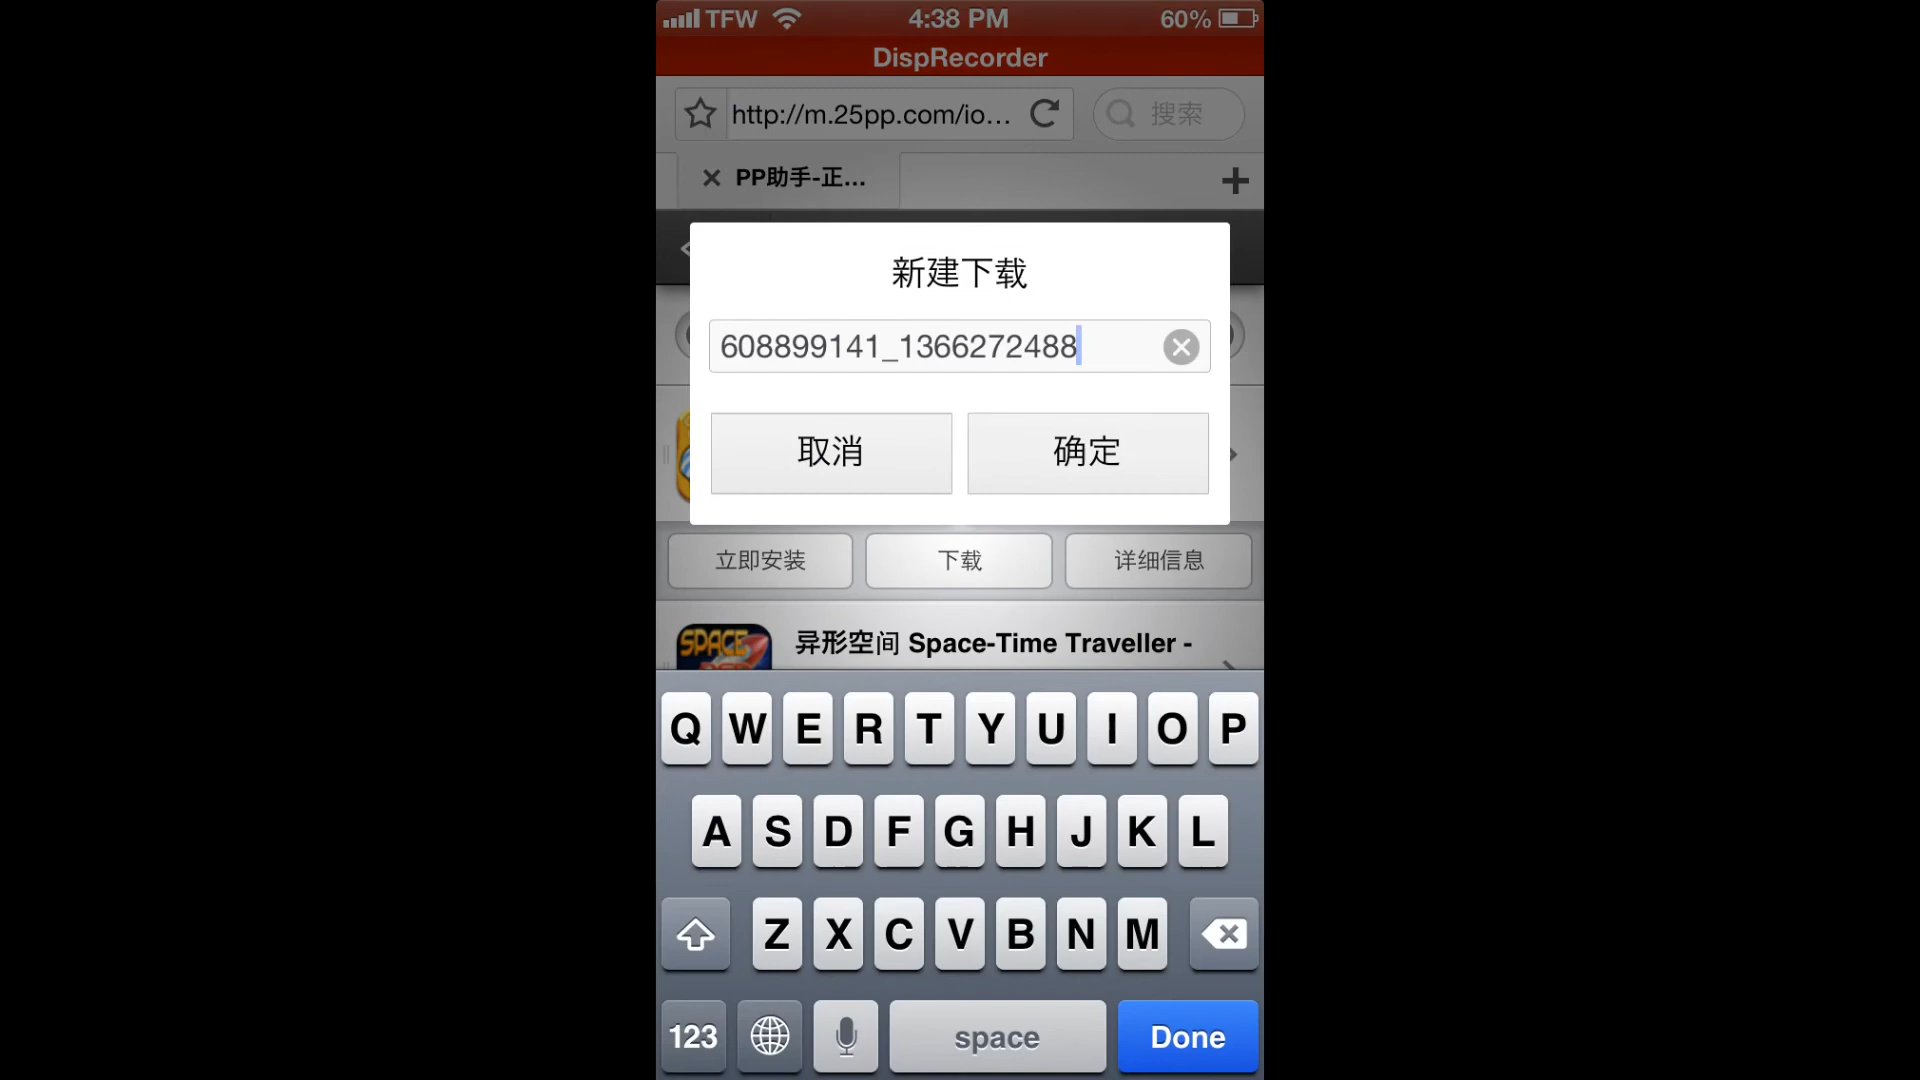 TFW 4:38 PM 60%
DispRecorder
http://m.25pp.com/io... 搜索
PP助手-正...
新建下载
608899141_1366272488
取消 确定
立即安装 下载 详细信息
SPACE
异形空间 Space-Time Traveller -
Q W E R T Y U I O P
A S D F G H J K L
Z X C V B N M
123 space Done